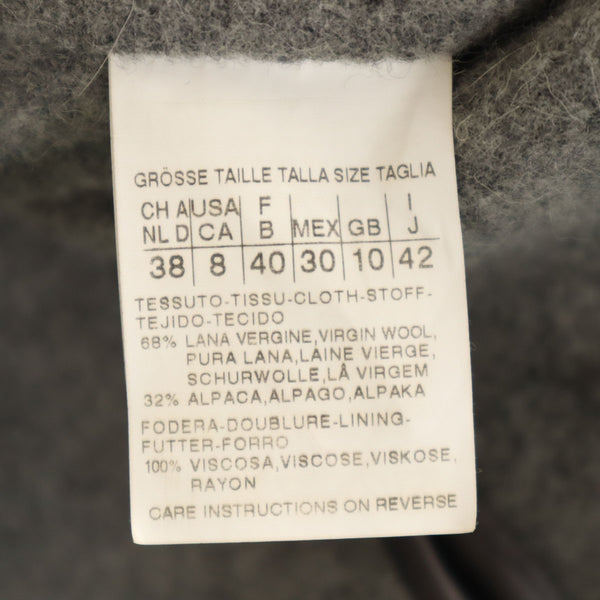 GRÖSSE TAILLE TALLA SIZE TAGLIA
CH A USA F I
NL D CA B MEX GB J
38 8 40 30 10 42
TESSUTO-TISSU-CLOTH-STOFF-
TEJIDO-TECIDO
68% LANA VERGINE,VIRGIN WOOL,
PURA LANA,LAINE VIERGE,
SCHURWOLLE,LÂ VIRGEM
32% ALPACA,ALPAGO,ALPAKA
FODERA-DOUBLURE-LINING-
FUTTER-FORRO
100% VISCOSA,VISCOSE,VISKOSE,
RAYON
CARE INSTRUCTIONS ON REVERSE